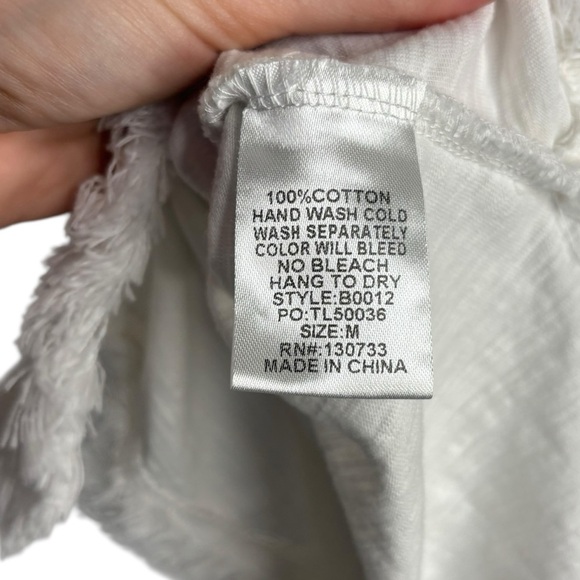 100%COTTON
HAND WASH COLD
WASH SEPARATELY
COLOR WILL BLEED
NO BLEACH
HANG TO DRY
STYLE:B0012
PO:TL50036
SIZE:M
RN#:130733
MADE IN CHINA